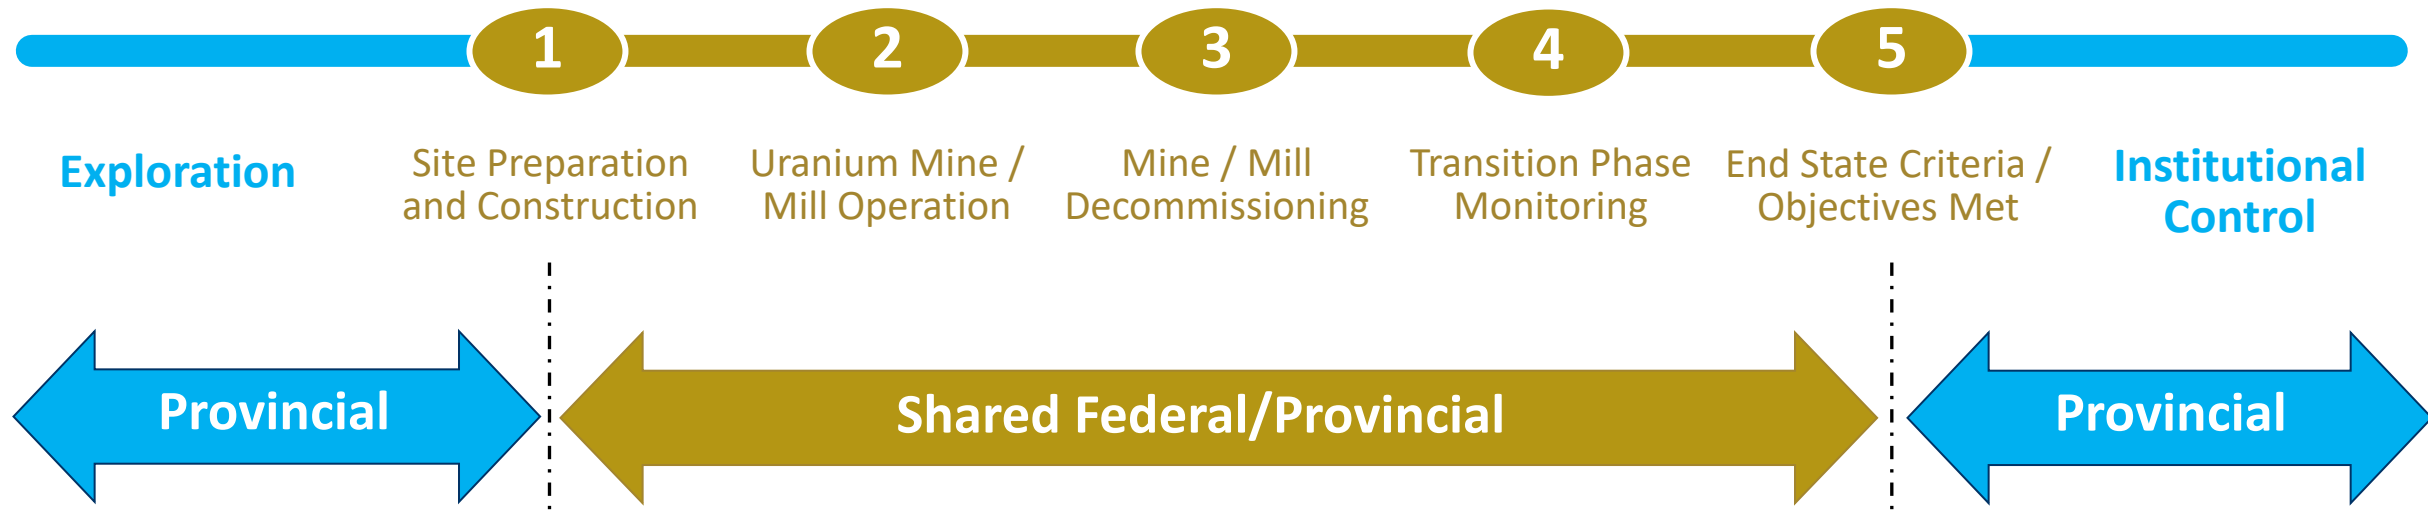 1
2
3
4
5
Exploration
Site Preparation
and Construction
Uranium Mine /
Mill Operation
Mine / Mill
Decommissioning
Transition Phase
Monitoring
End State Criteria /
Objectives Met
Institutional
Control
Provincial
Shared Federal/Provincial
Provincial